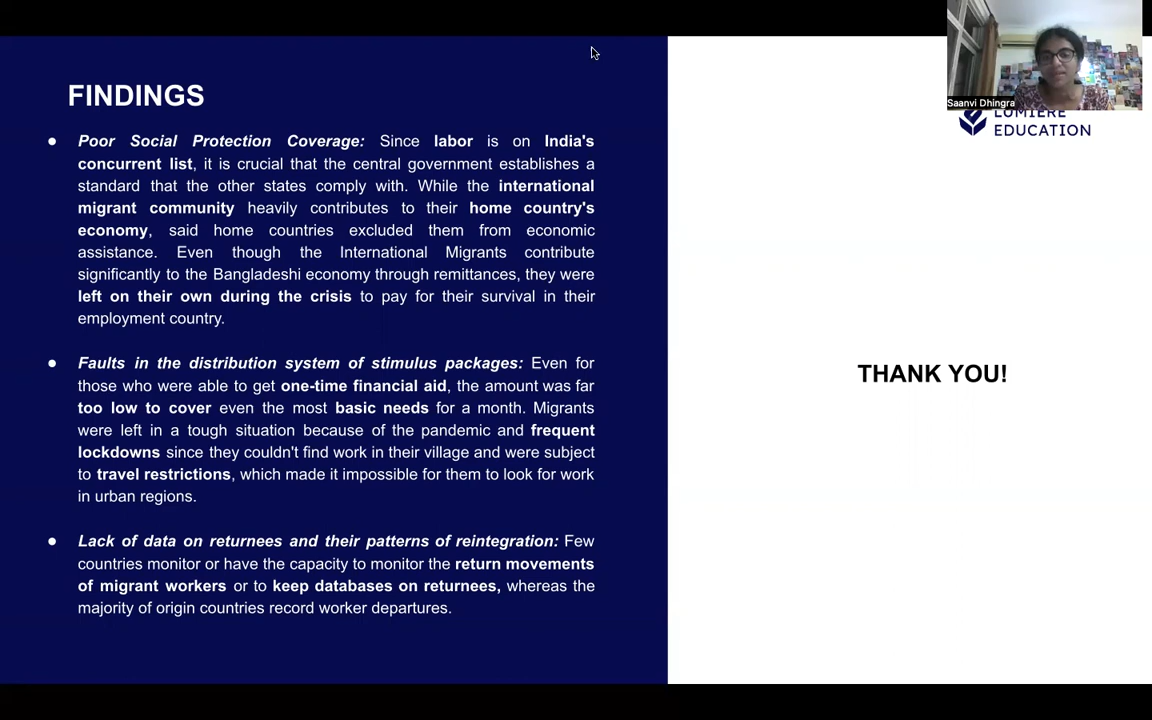 FINDINGS
● Poor Social Protection Coverage: Since labor is on India's
concurrent list, it is crucial that the central government establishes a
standard that the other states comply with. While the international
migrant community heavily contributes to their home country's
economy, said home countries excluded them from economic
assistance. Even though the International Migrants contribute
significantly to the Bangladeshi economy through remittances, they were
left on their own during the crisis to pay for their survival in their
employment country.
● Faults in the distribution system of stimulus packages: Even for
those who were able to get one-time financial aid, the amount was far
too low to cover even the most basic needs for a month. Migrants
were left in a tough situation because of the pandemic and frequent
lockdowns since they couldn't find work in their village and were subject
to travel restrictions, which made it impossible for them to look for work
in urban regions.
● Lack of data on returnees and their patterns of reintegration: Few
countries monitor or have the capacity to monitor the return movements
of migrant workers or to keep databases on returnees, whereas the
majority of origin countries record worker departures.
Saanvi Dhingra
LUMIERE
EDUCATION
THANK YOU!